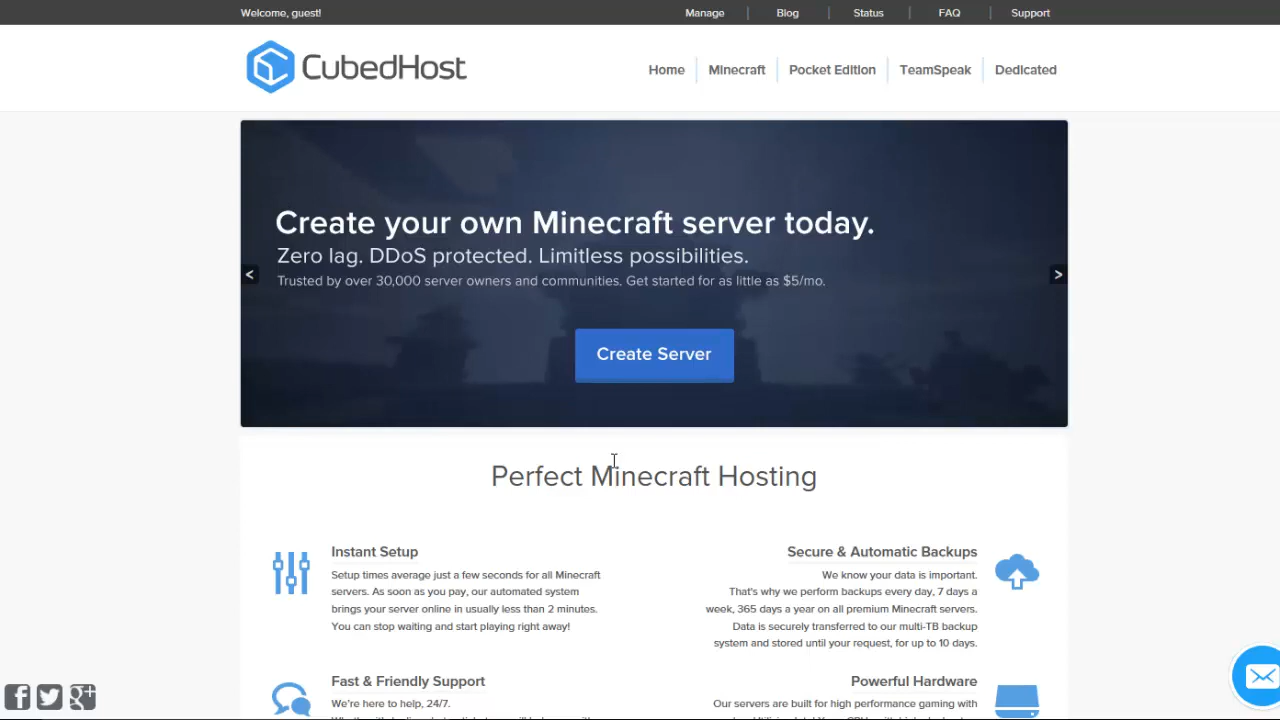 Welcome, guest!
Manage
Blog
Status
FAQ
Support
CubedHost
Home
Minecraft
Pocket Edition
TeamSpeak
Dedicated
Create your own Minecraft server today.
Zero lag. DDoS protected. Limitless possibilities.
Trusted by over 30,000 server owners and communities. Get started for as little as $5/mo.
<
>
Create Server
Perfect Minecraft Hosting
Instant Setup
Setup times average just a few seconds for all Minecraft
servers. As soon as you pay, our automated system
brings your server online in usually less than 2 minutes.
You can stop waiting and start playing right away!
Secure & Automatic Backups
We know your data is important.
That's why we perform backups every day, 7 days a
week, 365 days a year on all premium Minecraft servers.
Data is securely transferred to our multi-TB backup
system and stored until your request, for up to 10 days.
Fast & Friendly Support
We're here to help, 24/7.
Powerful Hardware
Our servers are built for high performance gaming with